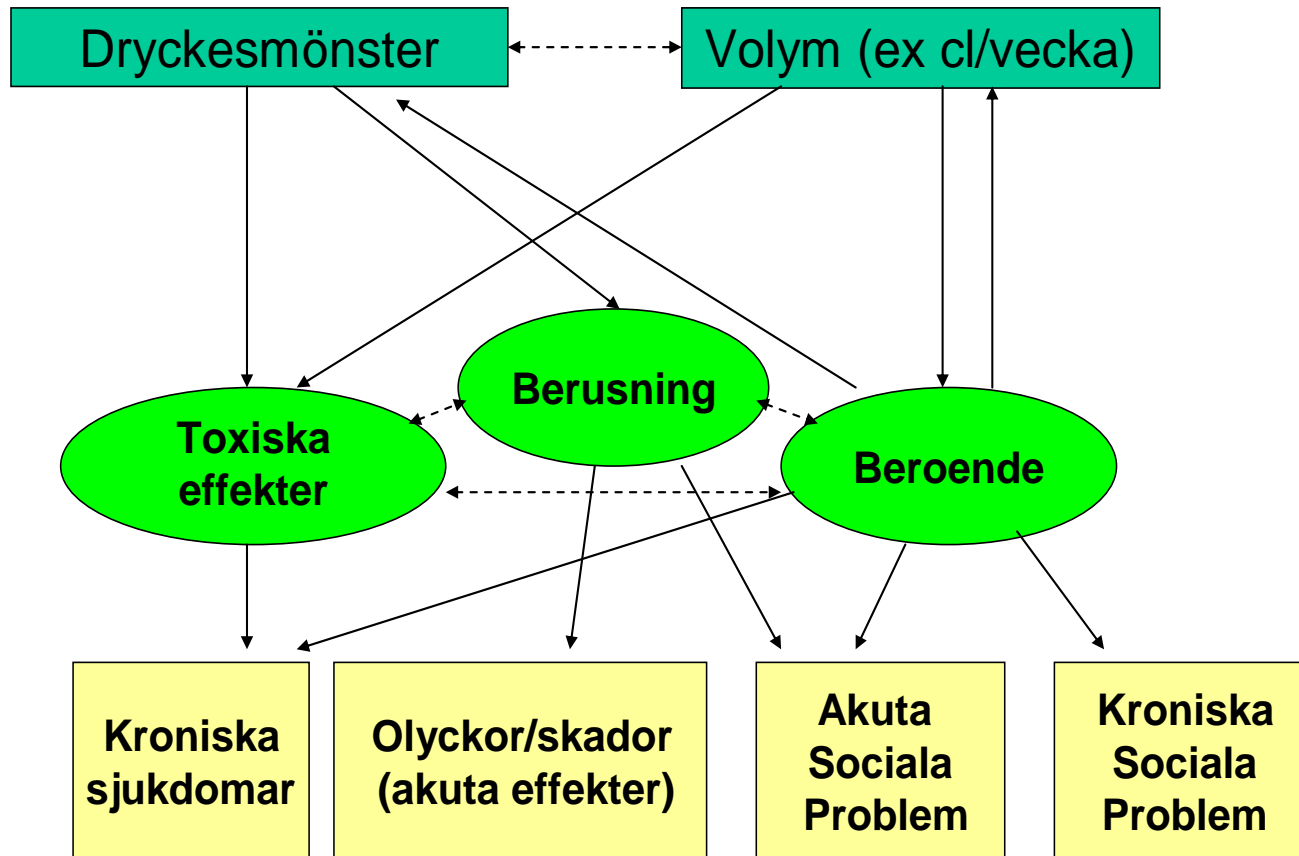 Dryckesmönster
Volym (ex cl/vecka)
Berusning
Toxiska
effekter
Beroende
Kroniska
sjukdomar
Olyckor/skador
(akuta effekter)
Akuta
Sociala
Problem
Kroniska
Sociala
Problem